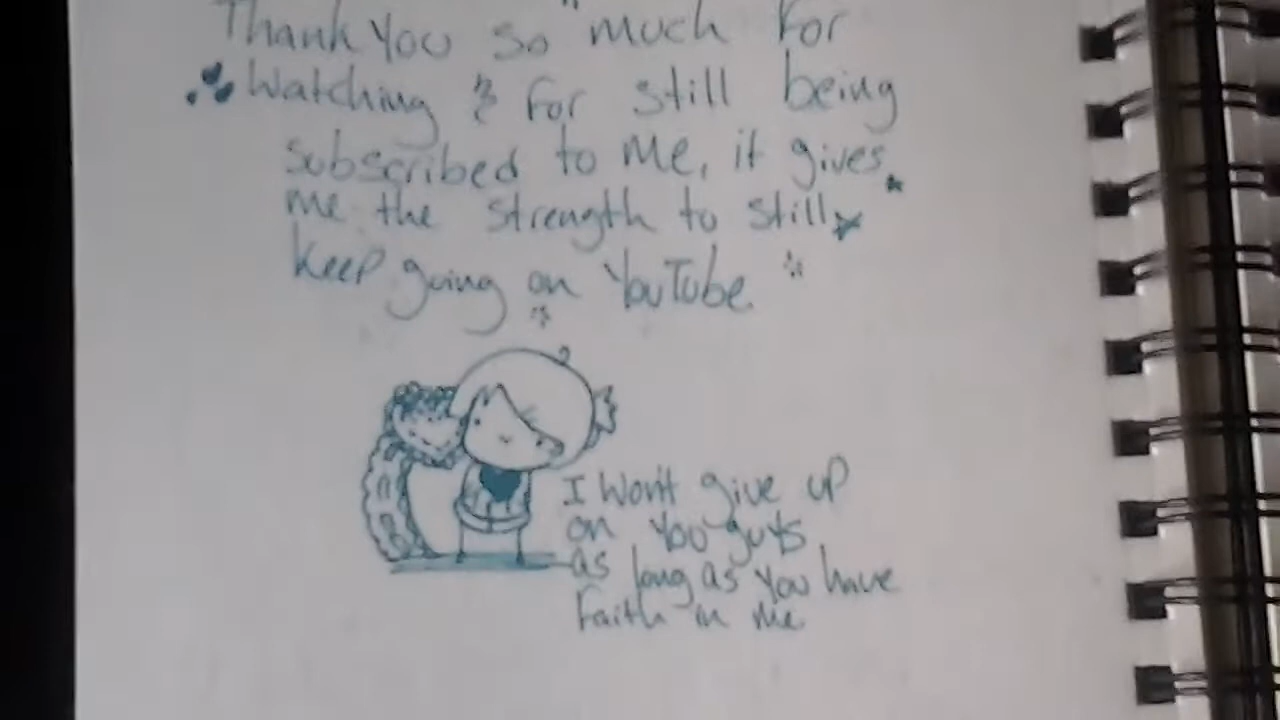 Thank You so much For
Watching & For still being
subscribed to me, it gives
me the strength to still
keep going on YouTube
I Won't give up
on You guys
as long as you have
Faith in me